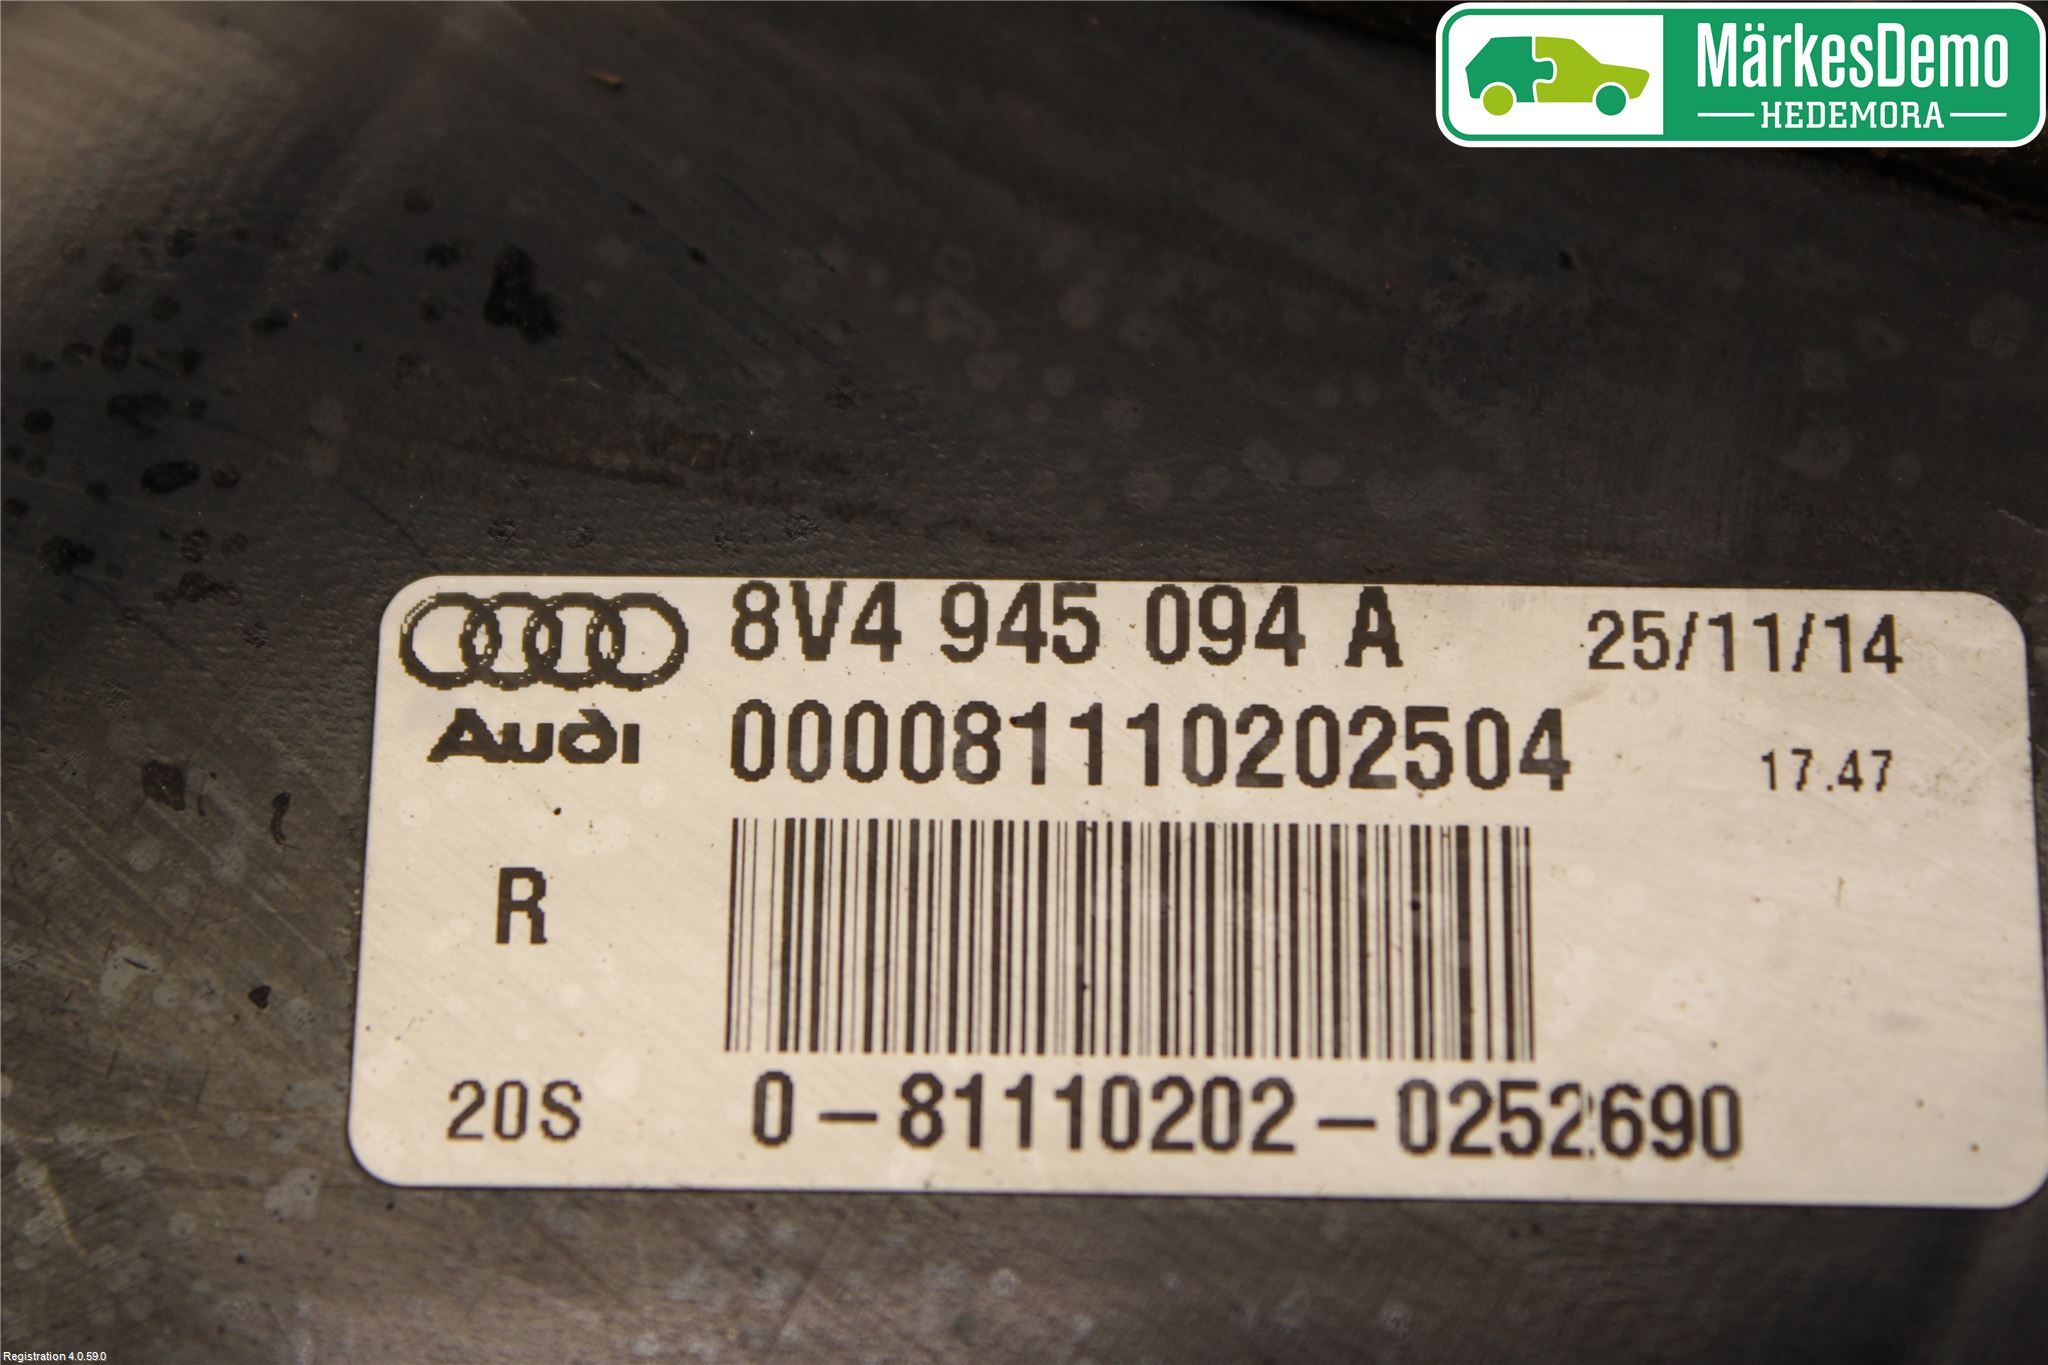 MärkesDemo
HEDEMORA
8V4 945 094 A
25/11/14
Audi
0000811110202504
17.47
R
20S
0-81110202-0252690
Registration 4.0.59.0